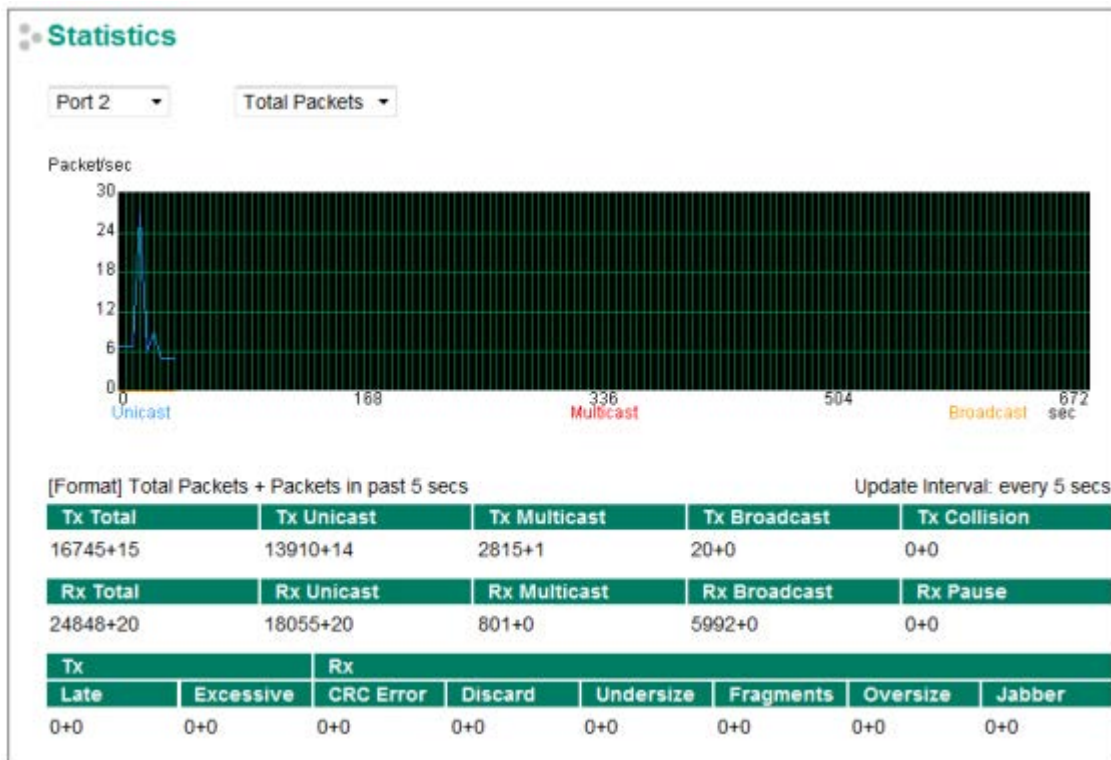 Statistics
Port 2 Total Packets
Packet/sec
30
24
18
12
6
0
0 168 336 504 672
Unicast Multicast Broadcast sec
[Format] Total Packets + Packets in past 5 secs Update Interval: every 5 secs
Tx Total Tx Unicast Tx Multicast Tx Broadcast Tx Collision
16745+15 13910+14 2815+1 20+0 0+0
Rx Total Rx Unicast Rx Multicast Rx Broadcast Rx Pause
24848+20 18055+20 801+0 5992+0 0+0
Tx Rx
Late Excessive CRC Error Discard Undersize Fragments Oversize Jabber
0+0 0+0 0+0 0+0 0+0 0+0 0+0 0+0